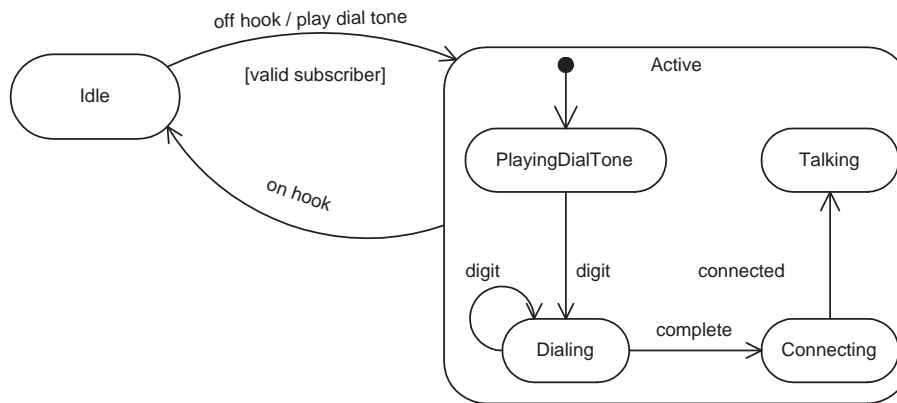 off hook / play dial tone
[valid subscriber]
Active
Idle
PlayingDialTone
Talking
on hook
digit
digit
connected
complete
Dialing
Connecting